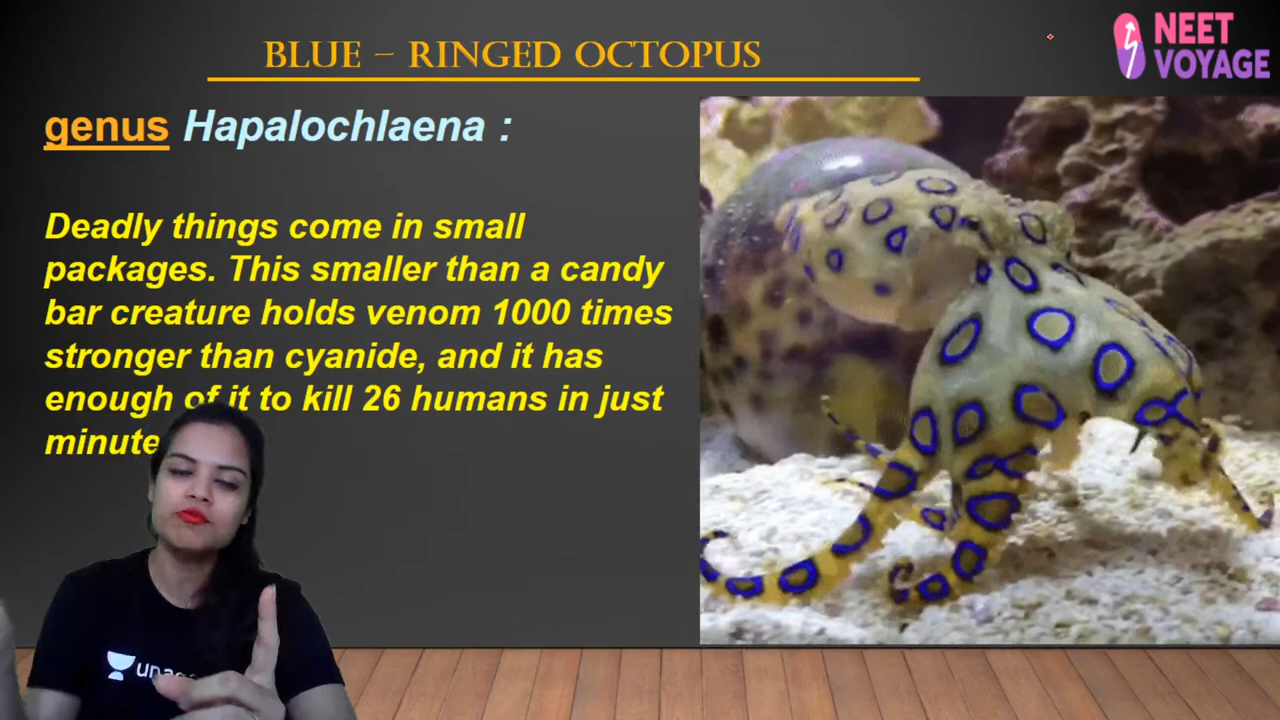 BLUE – RINGED OCTOPUS
NEET
VOYAGE
genus Hapalochlaena :
Deadly things come in small
packages. This smaller than a candy
bar creature holds venom 1000 times
stronger than cyanide, and it has
enough of it to kill 26 humans in just
minute